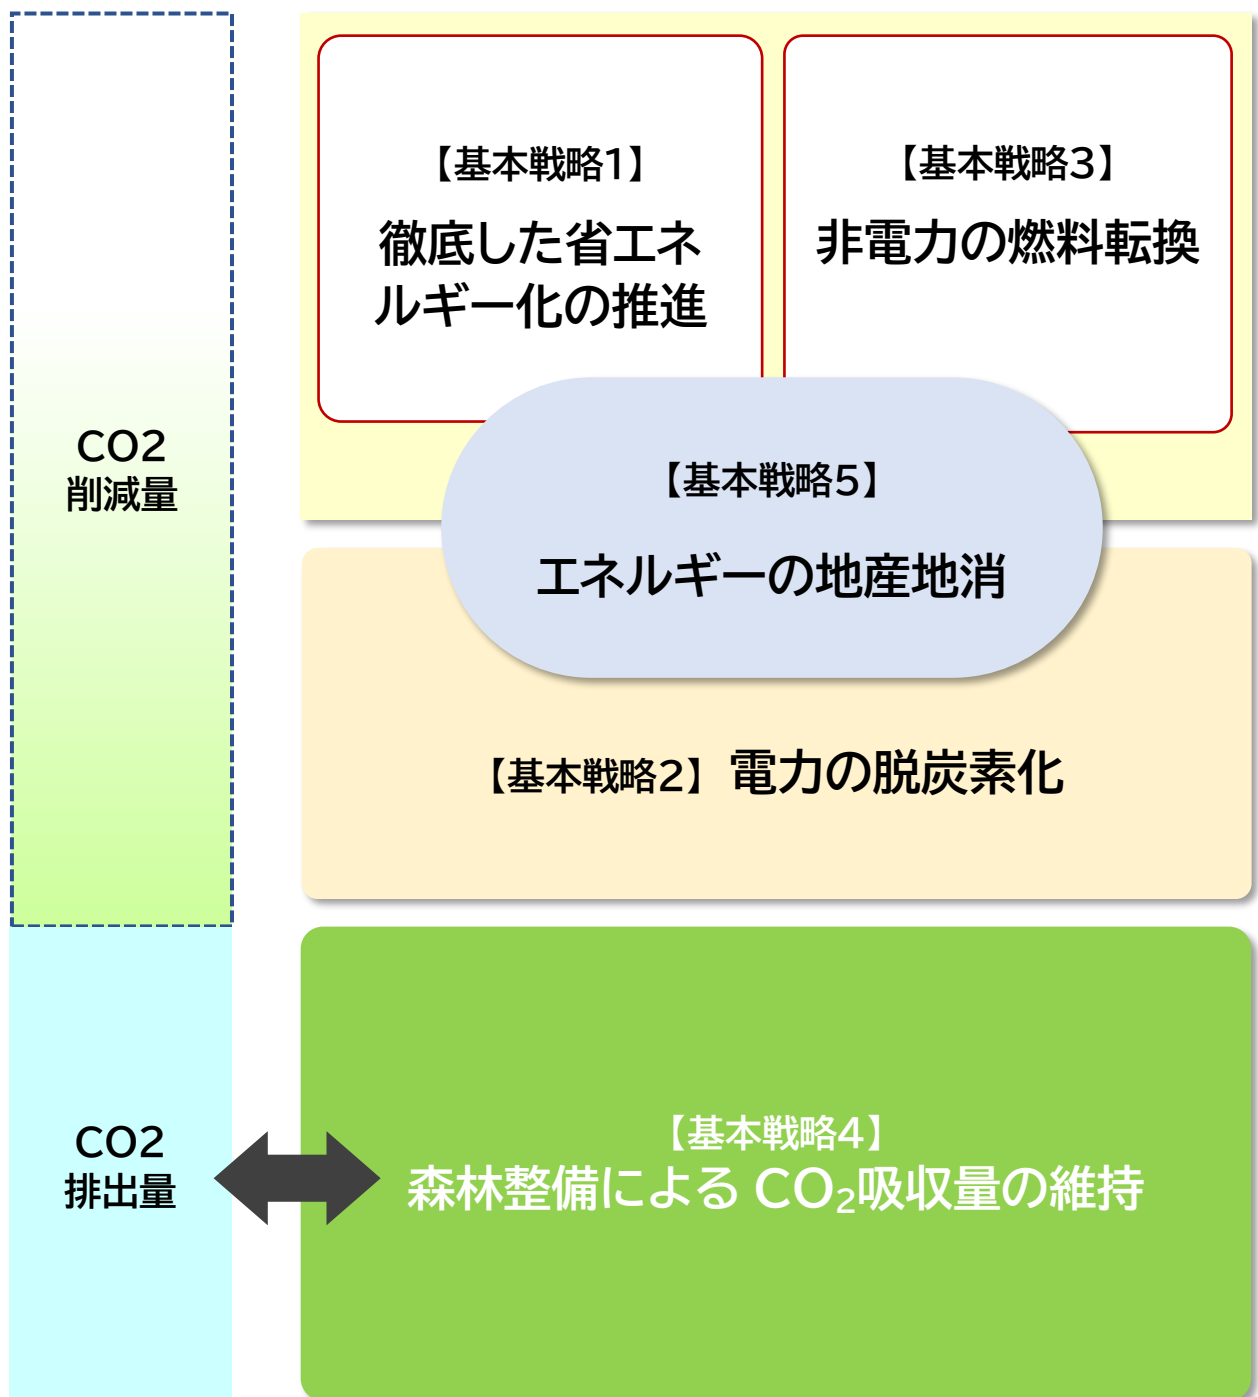 CO2
削減量
【基本戦略1】
徹底した省エネ
ルギー化の推進
【基本戦略3】
非電力の燃料転換
【基本戦略5】
エネルギーの地産地消
【基本戦略2】電力の脱炭素化
CO2
排出量
【基本戦略4】
森林整備による CO₂吸収量の維持